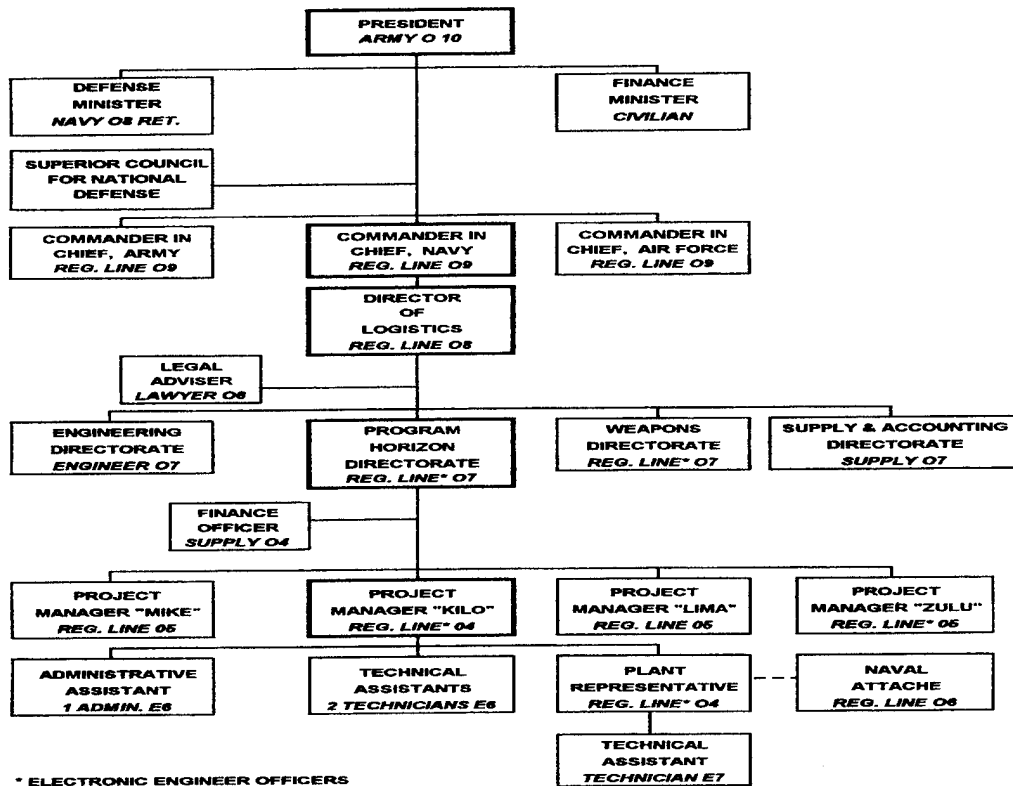 PRESIDENT
ARMY O 10
DEFENSE
MINISTER
NAVY O8 RET.
FINANCE
MINISTER
CIVILIAN
SUPERIOR COUNCIL
FOR NATIONAL
DEFENSE
COMMANDER IN
CHIEF, ARMY
REG. LINE O9
COMMANDER IN
CHIEF, NAVY
REG. LINE O9
COMMANDER IN
CHIEF, AIR FORCE
REG. LINE O9
DIRECTOR
OF
LOGISTICS
REG. LINE O8
LEGAL
ADVISER
LAWYER O6
ENGINEERING
DIRECTORATE
ENGINEER O7
PROGRAM
HORIZON
DIRECTORATE
REG. LINE* O7
WEAPONS
DIRECTORATE
REG. LINE* O7
SUPPLY & ACCOUNTING
DIRECTORATE
SUPPLY O7
FINANCE
OFFICER
SUPPLY O4
PROJECT
MANAGER "MIKE"
REG. LINE 05
PROJECT
MANAGER "KILO"
REG. LINE* 04
PROJECT
MANAGER "LIMA"
REG. LINE 05
PROJECT
MANAGER "ZULU"
REG. LINE* 05
ADMINISTRATIVE
ASSISTANT
1 ADMIN. E6
TECHNICAL
ASSISTANTS
2 TECHNICIANS E6
PLANT
REPRESENTATIVE
REG. LINE* O4
NAVAL
ATTACHE
REG. LINE O6
TECHNICAL
ASSISTANT
TECHNICIAN E7
* ELECTRONIC ENGINEER OFFICERS